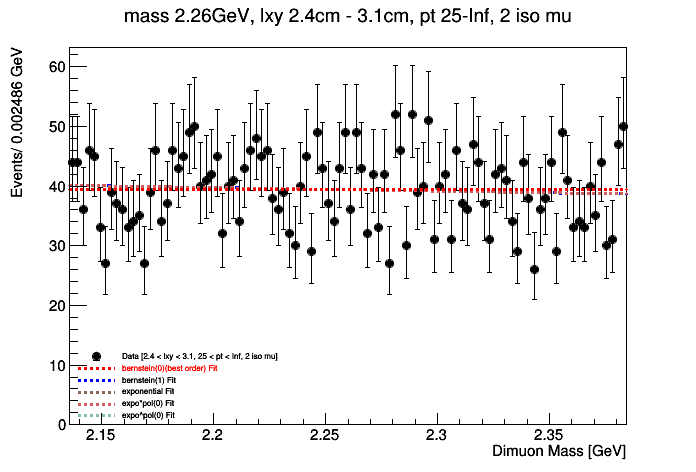 mass 2.26GeV, lxy 2.4cm - 3.1cm, pt 25-Inf, 2 iso mu
Events/ 0.002486 GeV
60
50
40
30
20
10
0
Data [2.4 < lxy < 3.1, 25 < pt < Inf, 2 iso mu]
bernstein(0)(best order) Fit
bernstein(1) Fit
exponential Fit
expo*pol(0) Fit
expo^pol(0) Fit
2.15 2.2 2.25 2.3 2.35
Dimuon Mass [GeV]